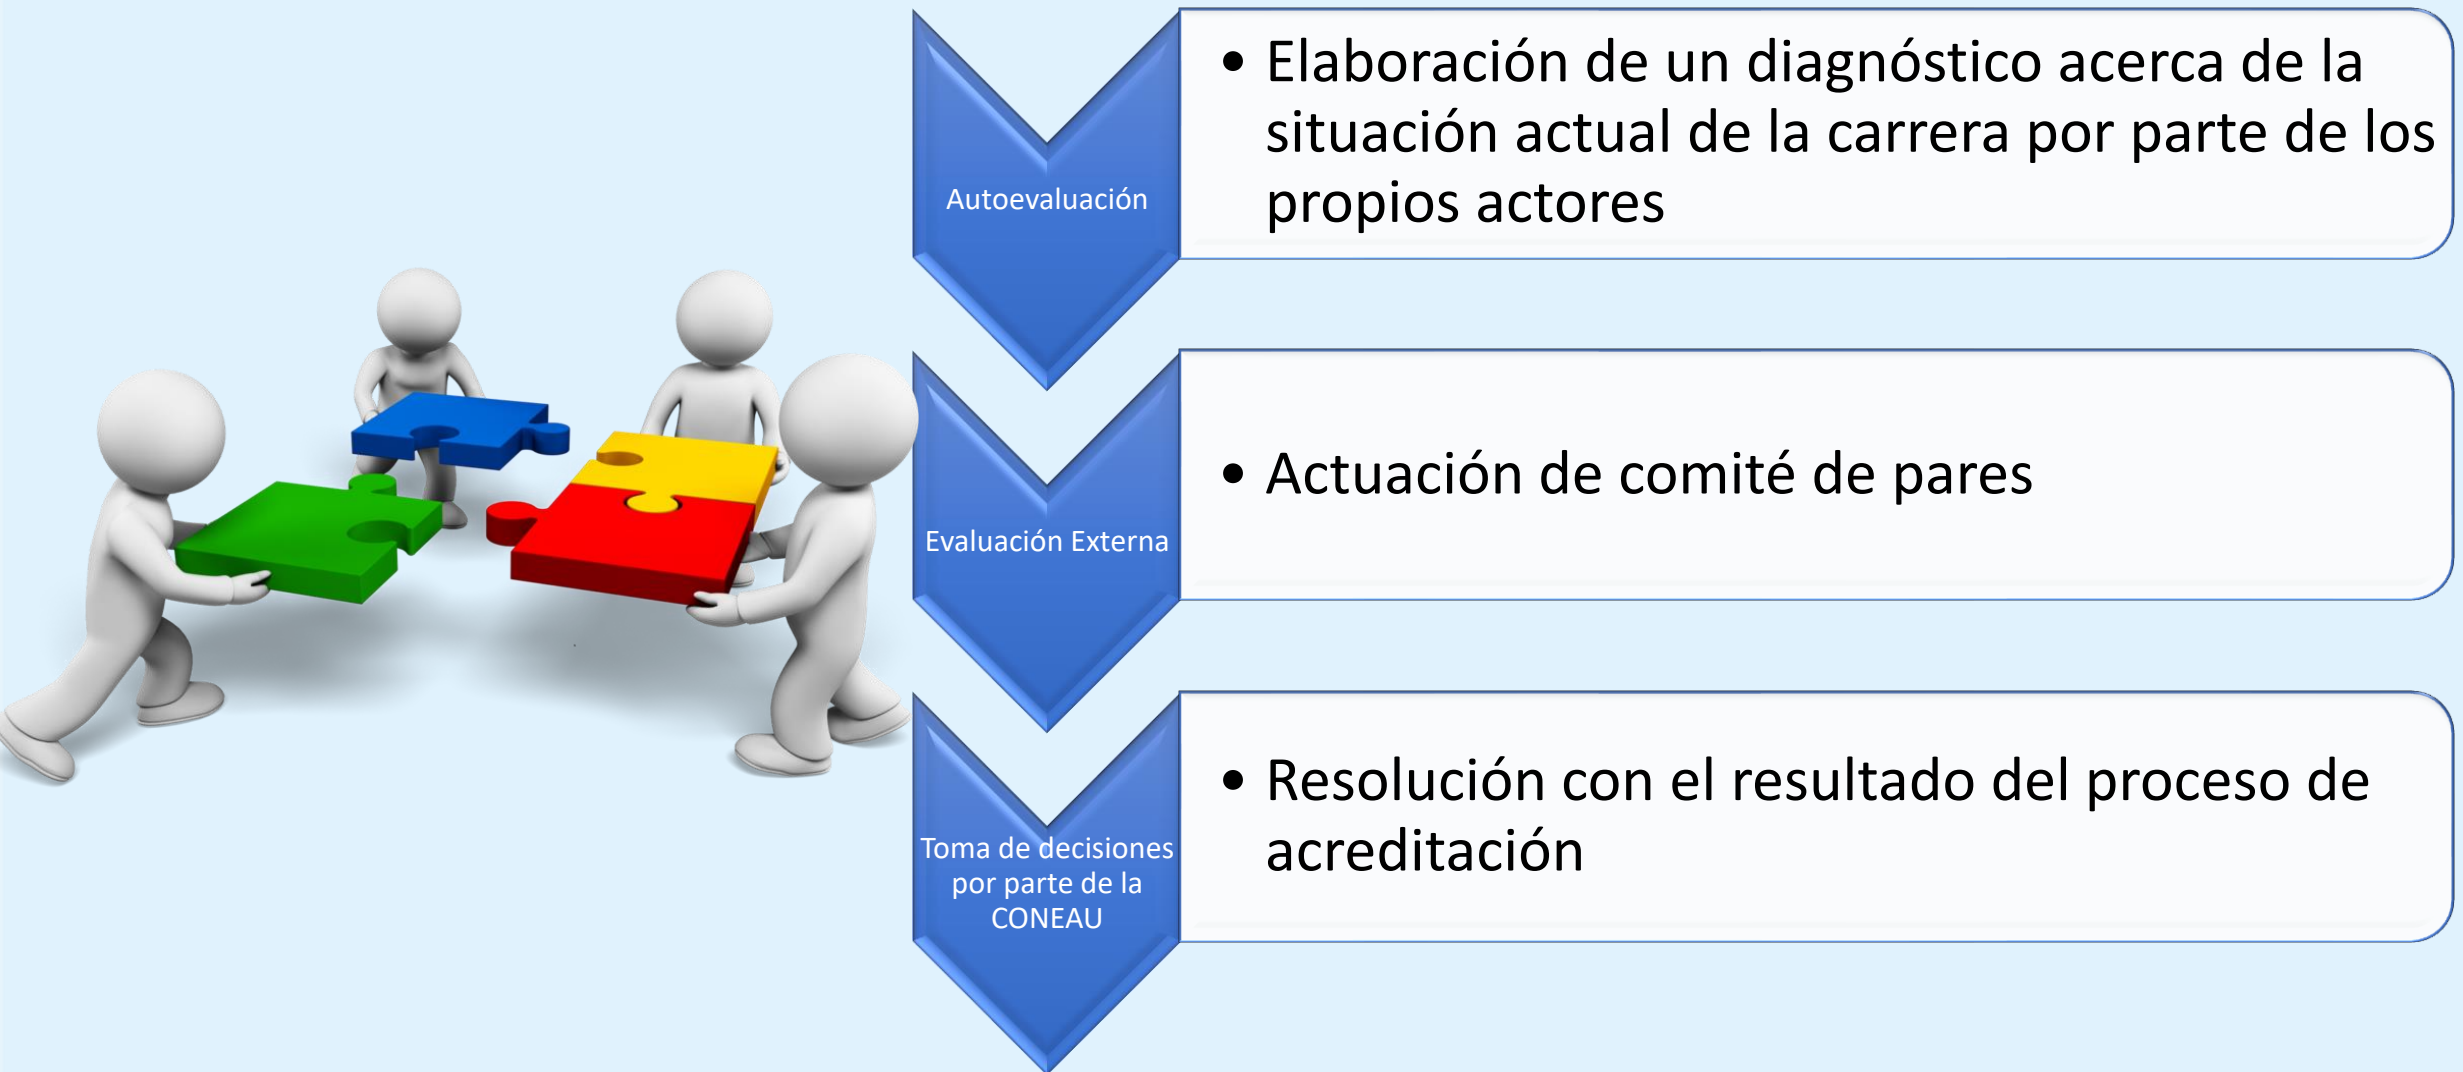 Autoevaluación
• Elaboración de un diagnóstico acerca de la
situación actual de la carrera por parte de los
propios actores
Evaluación Externa
• Actuación de comité de pares
Toma de decisiones
por parte de la
CONEAU
• Resolución con el resultado del proceso de
acreditación